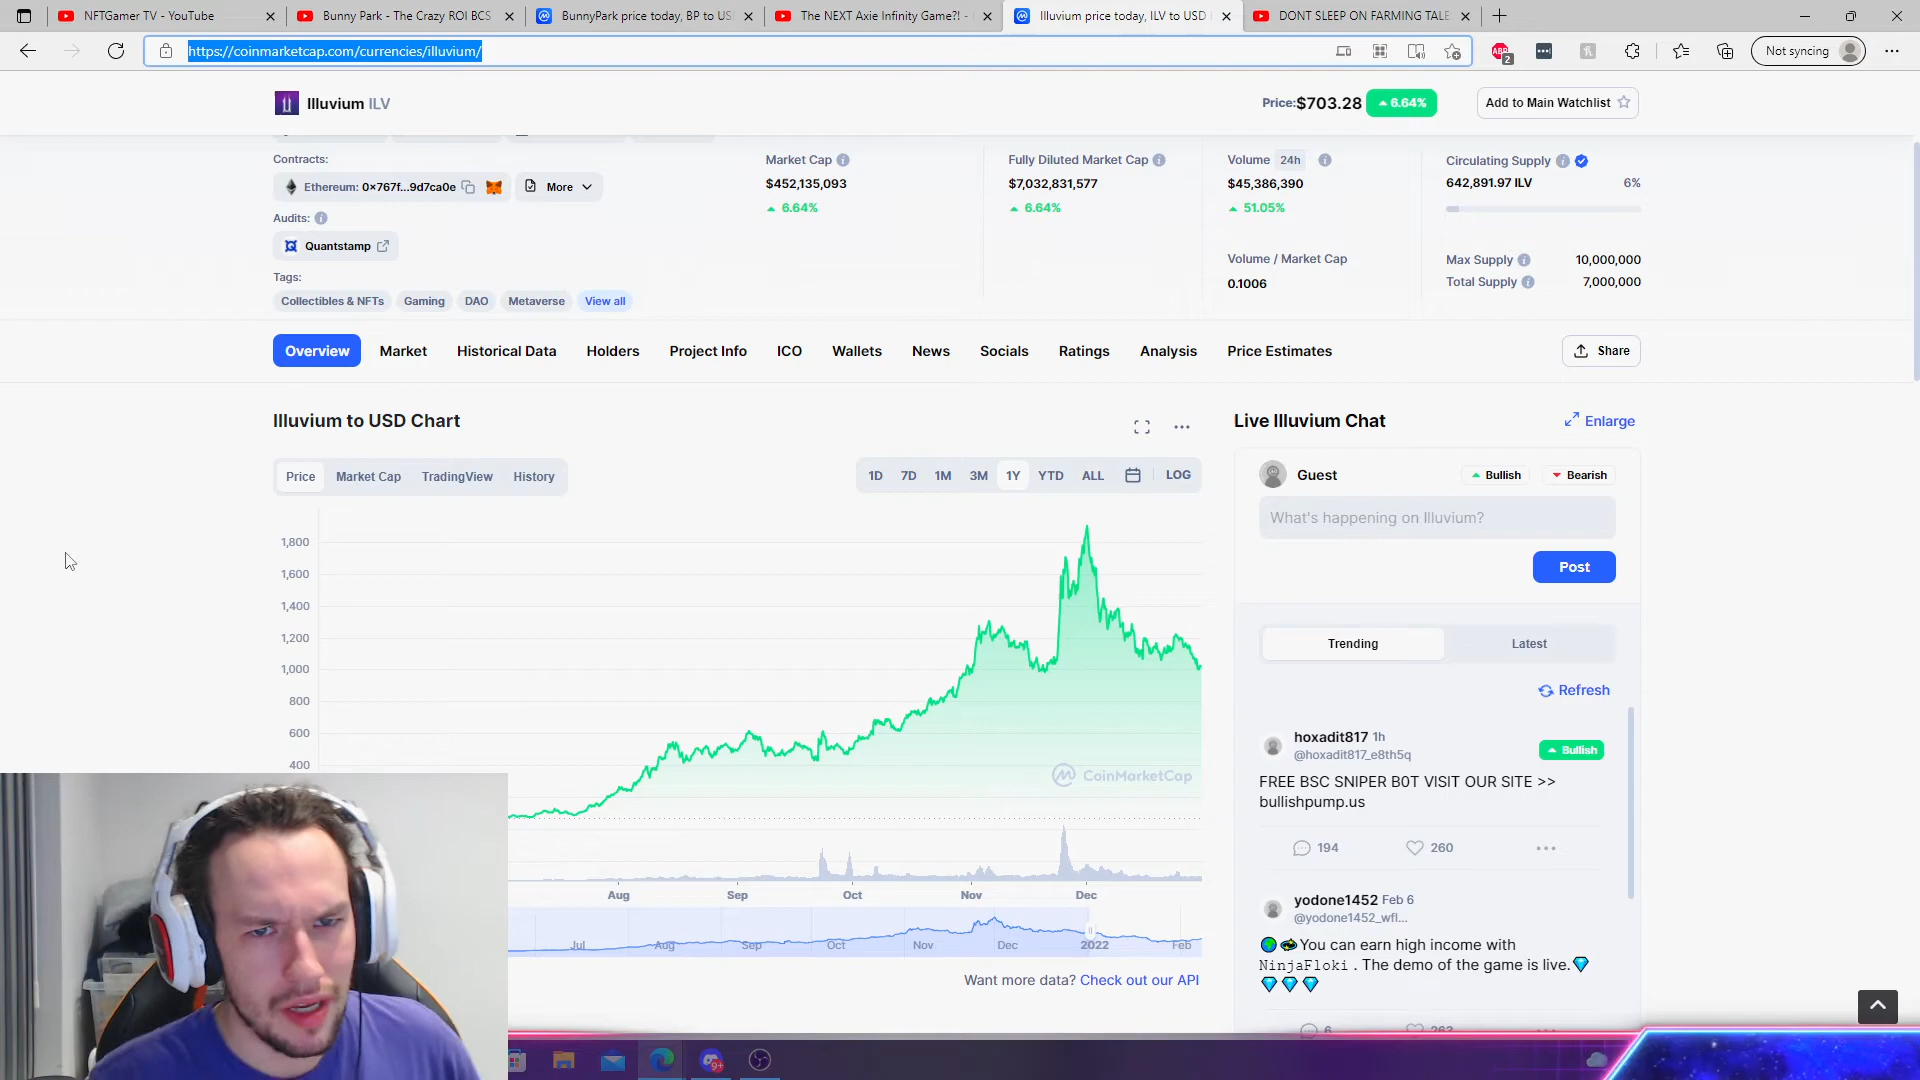 NFTGamer TV - YouTube
Bunny Park - The Crazy ROI BCS
BunnyPark price today, BP to US
The NEXT Axie Infinity Game?! -
Illuvium price today, ILV to USD
DONT SLEEP ON FARMING TALE
https://coinmarketcap.com/currencies/illuvium/
2
Not syncing
Illuvium ILV
Price:$703.28
6.64%
Add to Main Watchlist
Contracts:
Ethereum: 0×767f...9d7ca0e
More
Audits:
Quantstamp
Tags:
Collectibles & NFTs
Gaming
DAO
Metaverse
View all
Market Cap
$452,135,093
6.64%
Fully Diluted Market Cap
$7,032,831,577
6.64%
Volume 24h
$45,386,390
51.05%
Volume / Market Cap
0.1006
Circulating Supply
642,891.97 ILV
6%
Max Supply
10,000,000
Total Supply
7,000,000
Overview
Market
Historical Data
Holders
Project Info
ICO
Wallets
News
Socials
Ratings
Analysis
Price Estimates
Share
Illuvium to USD Chart
Price
Market Cap
TradingView
History
1D
7D
1M
3M
1Y
YTD
ALL
LOG
1,800
1,600
1,400
1,200
1,000
800
600
400
CoinMarketCap
Aug
Sep
Oct
Nov
Dec
Jul
Aug
Sep
Oct
Nov
Dec
2022
Feb
Want more data? Check out our API
Live Illuvium Chat
Enlarge
Guest
Bullish
Bearish
What's happening on Illuvium?
Post
Trending
Latest
Refresh
hoxadit817 1h
@hoxadit817_e8th5q
Bullish
FREE BSC SNIPER B0T VISIT OUR SITE >>
bullishpump.us
194
260
yodone1452 Feb 6
@yodone1452_wfl...
You can earn high income with
NinjaFloki . The demo of the game is live.
6
263
9+